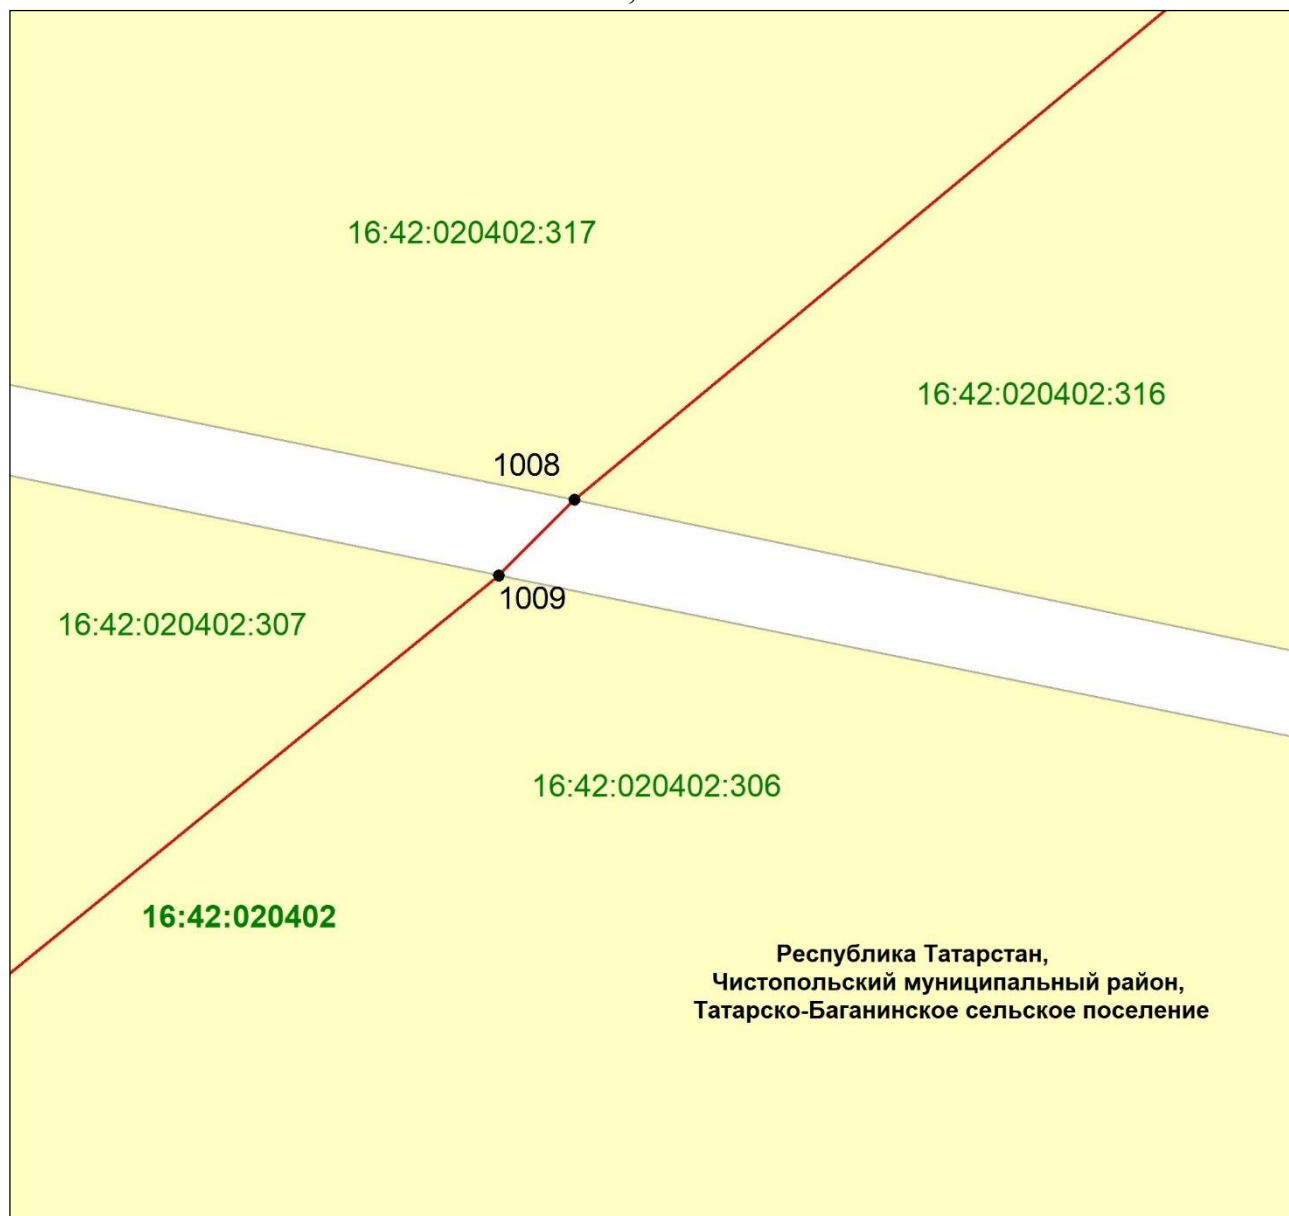 16:42:020402:317
16:42:020402:316
1008
1009
16:42:020402:307
16:42:020402:306
16:42:020402
Республика Татарстан,
Чистопольский муниципальный район,
Татарско-Баганинское сельское поселение